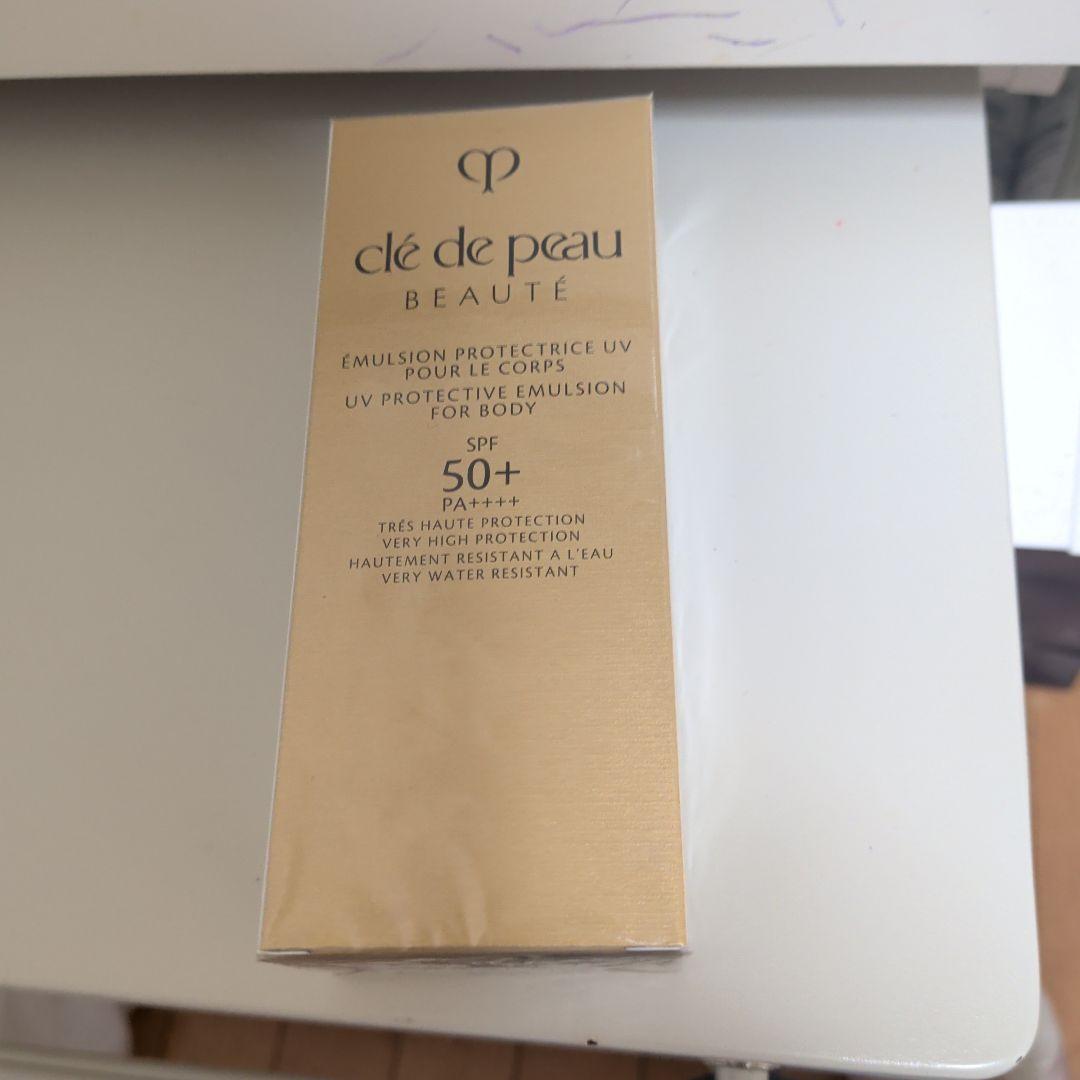 clé de peau
BEAUTÉ
ÉMULSION PROTECTRICE UV
POUR LE CORPS
UV PROTECTIVE EMULSION
FOR BODY
SPF
50+
PA++++
TRÉS HAUTE PROTECTION
VERY HIGH PROTECTION
HAUTEMENT RESISTANT A L'EAU
VERY WATER RESISTANT